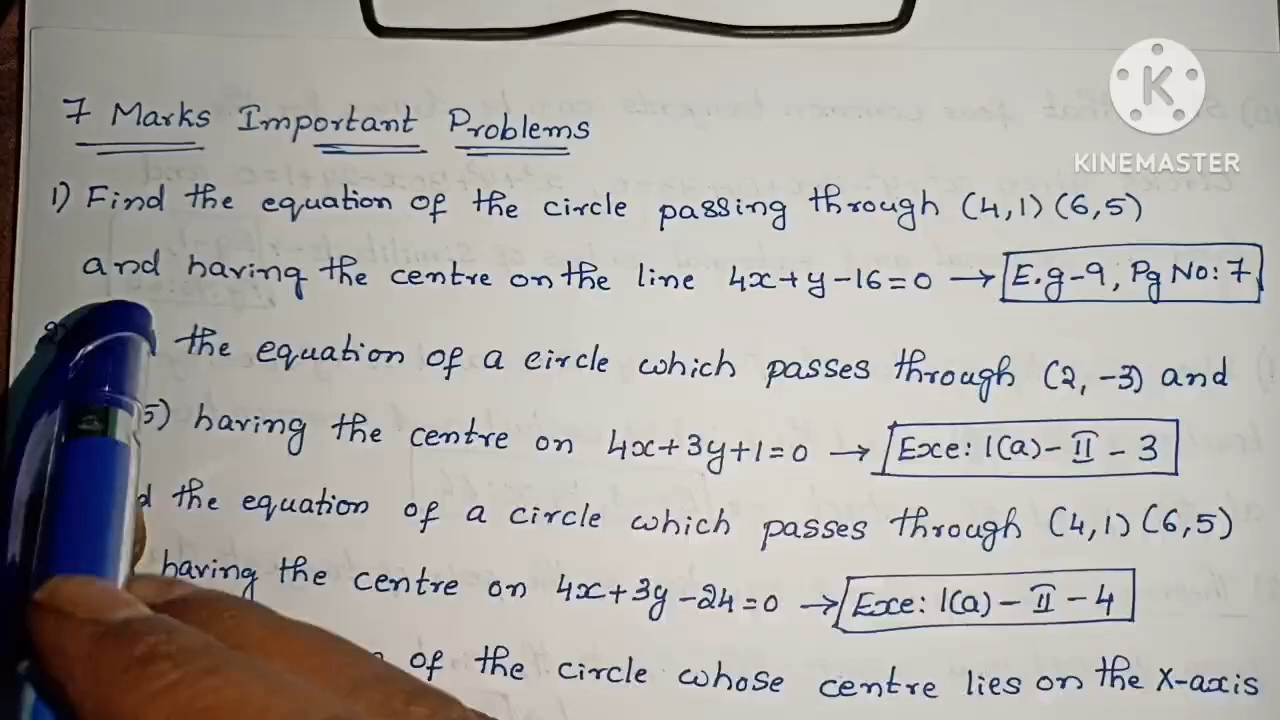 7 Marks Important Problems
1) Find the equation of the circle passing through (4,1) (6,5)
and having the centre on the line 4x+y-16=0 → E.g-9, Pg No: 7
the equation of a circle which passes through (2,-3) and
5) having the centre on 4x+3y+1=0 → Exe: 1(a)-II-3
the equation of a circle which passes through (4,1) (6,5)
having the centre on 4x+3y-24=0 → Exe: 1(a)-II-4
of the circle whose centre lies on the X-axis
K
KINEMASTER